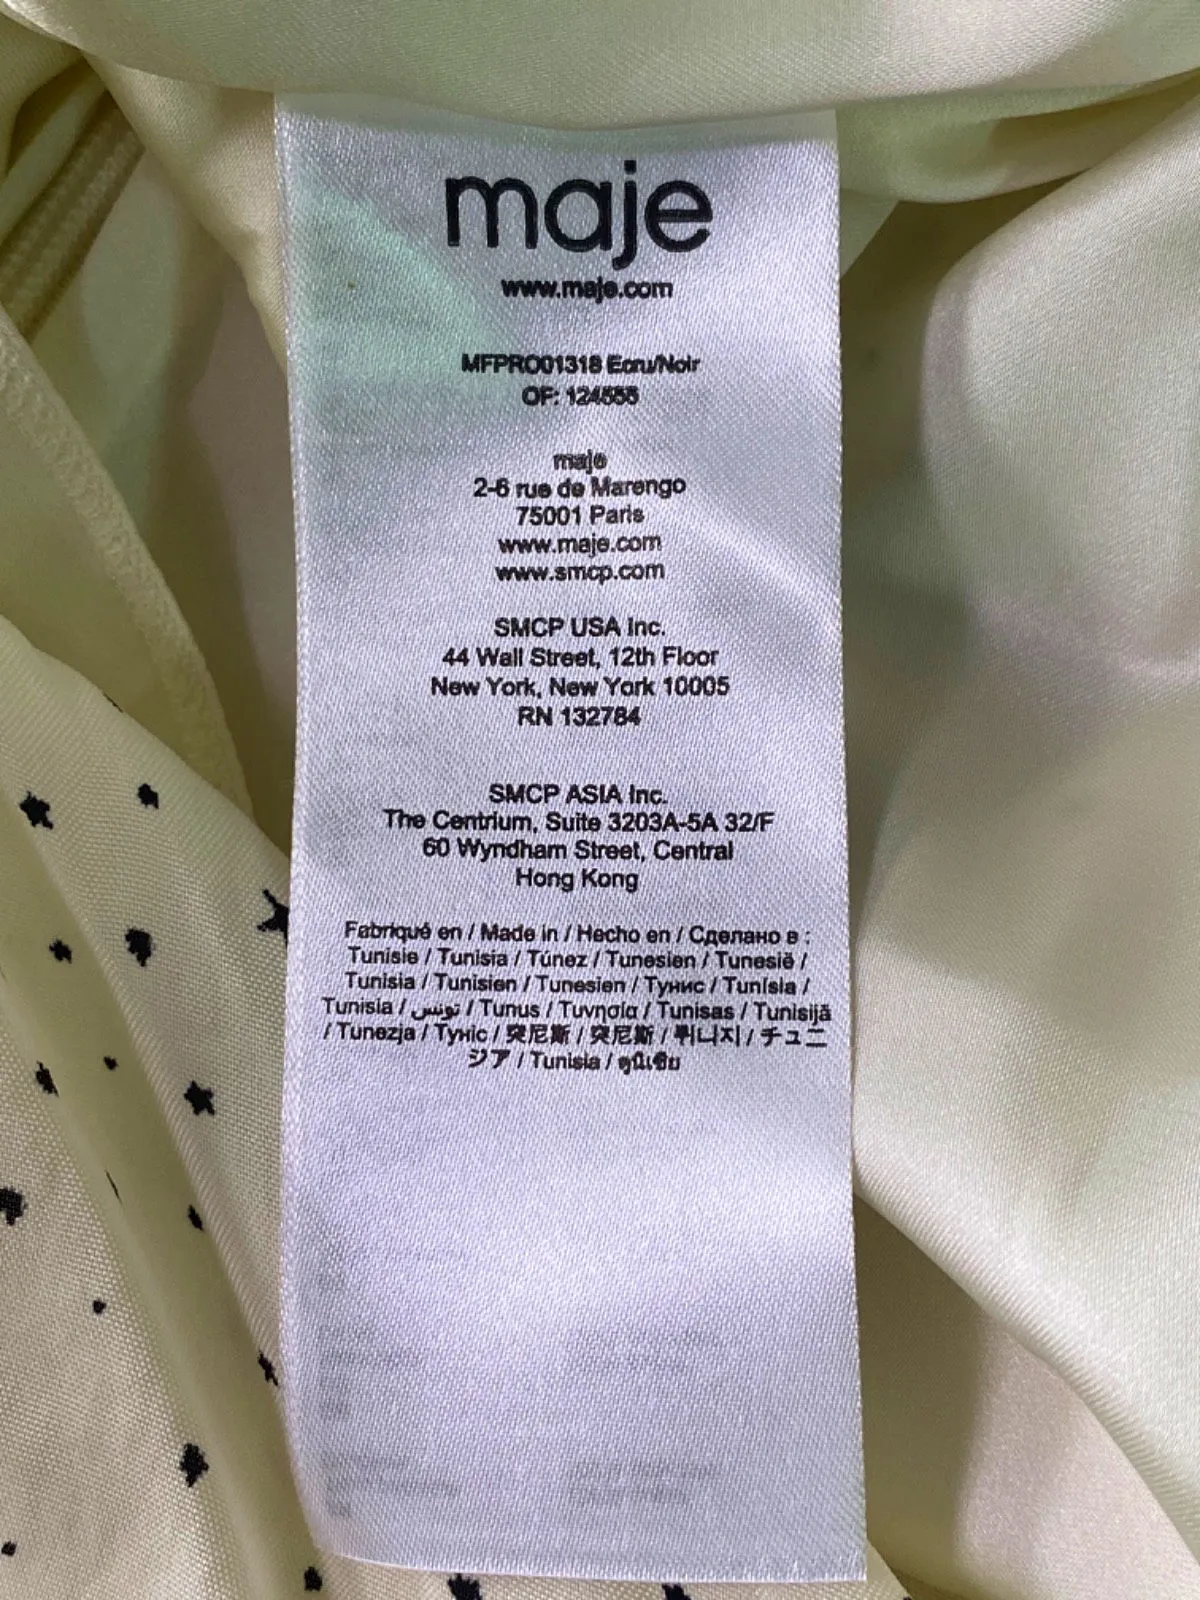 maje
www.maje.com
MFPRO01318 Ecru/Noir
OF: 124555
maje
2-6 rue de Marengo
75001 Paris
www.maje.com
www.smcp.com
SMCP USA Inc.
44 Wall Street, 12th Floor
New York, New York 10005
RN 132784
SMCP ASIA Inc.
The Centrium, Suite 3203A-5A 32/F
60 Wyndham Street, Central
Hong Kong
Fabriqué en / Made in / Hecho en / Сделано в :
Tunisie / Tunisia / Túnez / Tunesien / Tunesië /
Tunisia / Tunisien / Tunesien / Тунис / Tunísia /
Tunisia / تونس / Tunus / Τυνησία / Tunisas / Tunisijā
/ Tunezja / Туніс / 突尼斯 / 突尼斯 / 튀니지 / チュニ
ジア / Tunisia / ตูนิเซีย